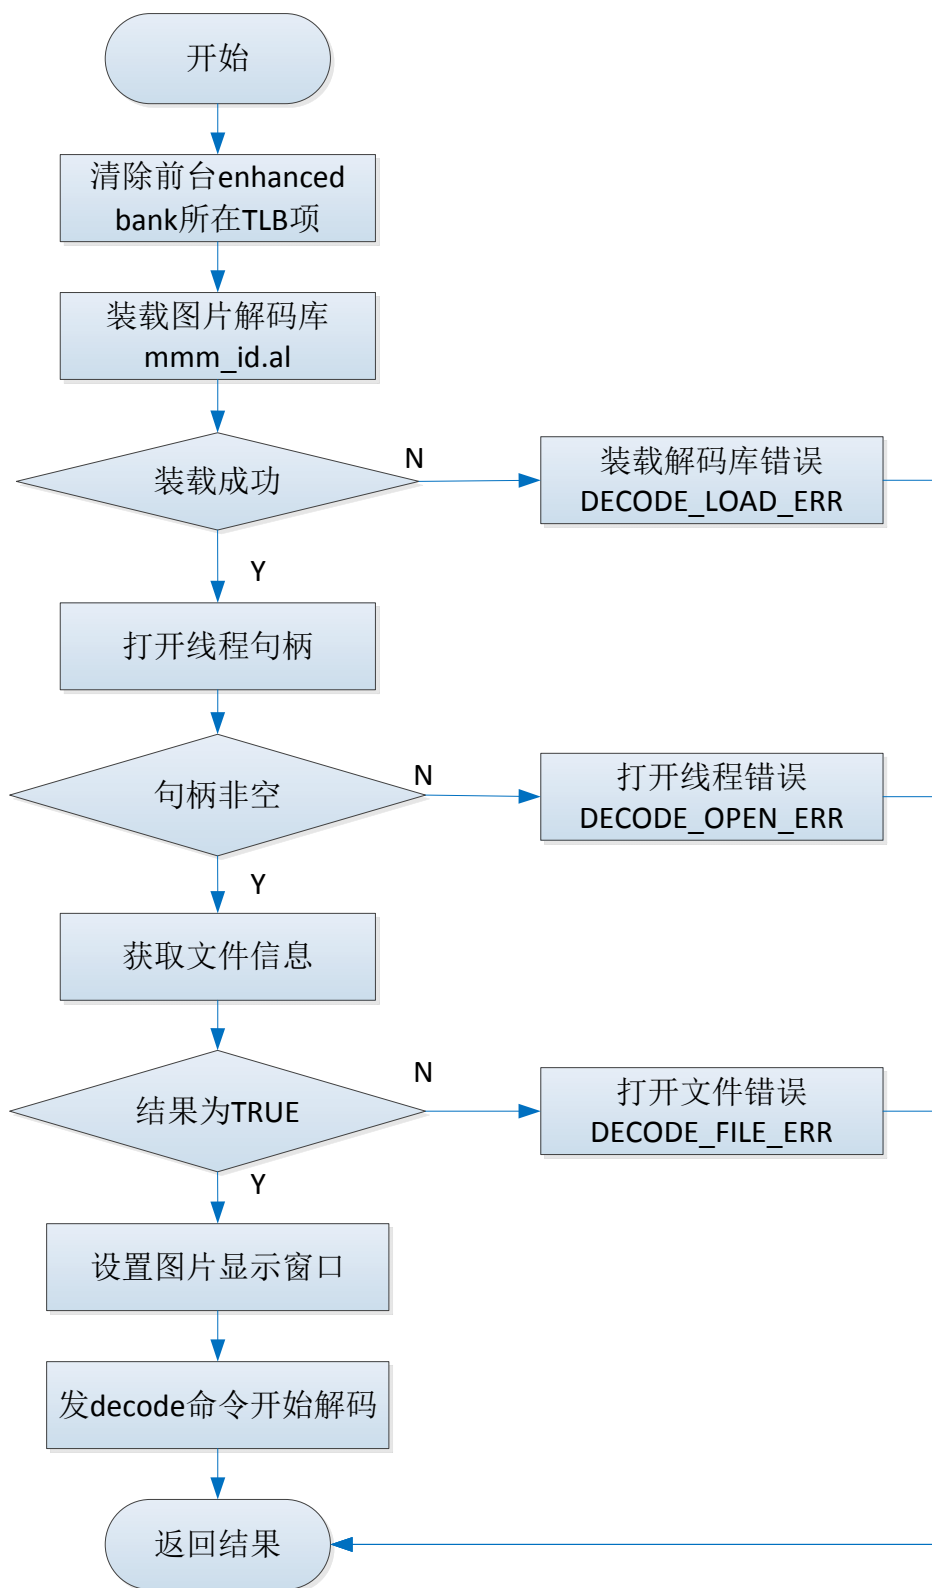 开始
清除前台enhanced
bank所在TLB项
装载图片解码库
mmm_id.al
装载成功
N
装载解码库错误
DECODE_LOAD_ERR
Y
打开线程句柄
句柄非空
N
打开线程错误
DECODE_OPEN_ERR
Y
获取文件信息
结果为TRUE
N
打开文件错误
DECODE_FILE_ERR
Y
设置图片显示窗口
发decode命令开始解码
返回结果